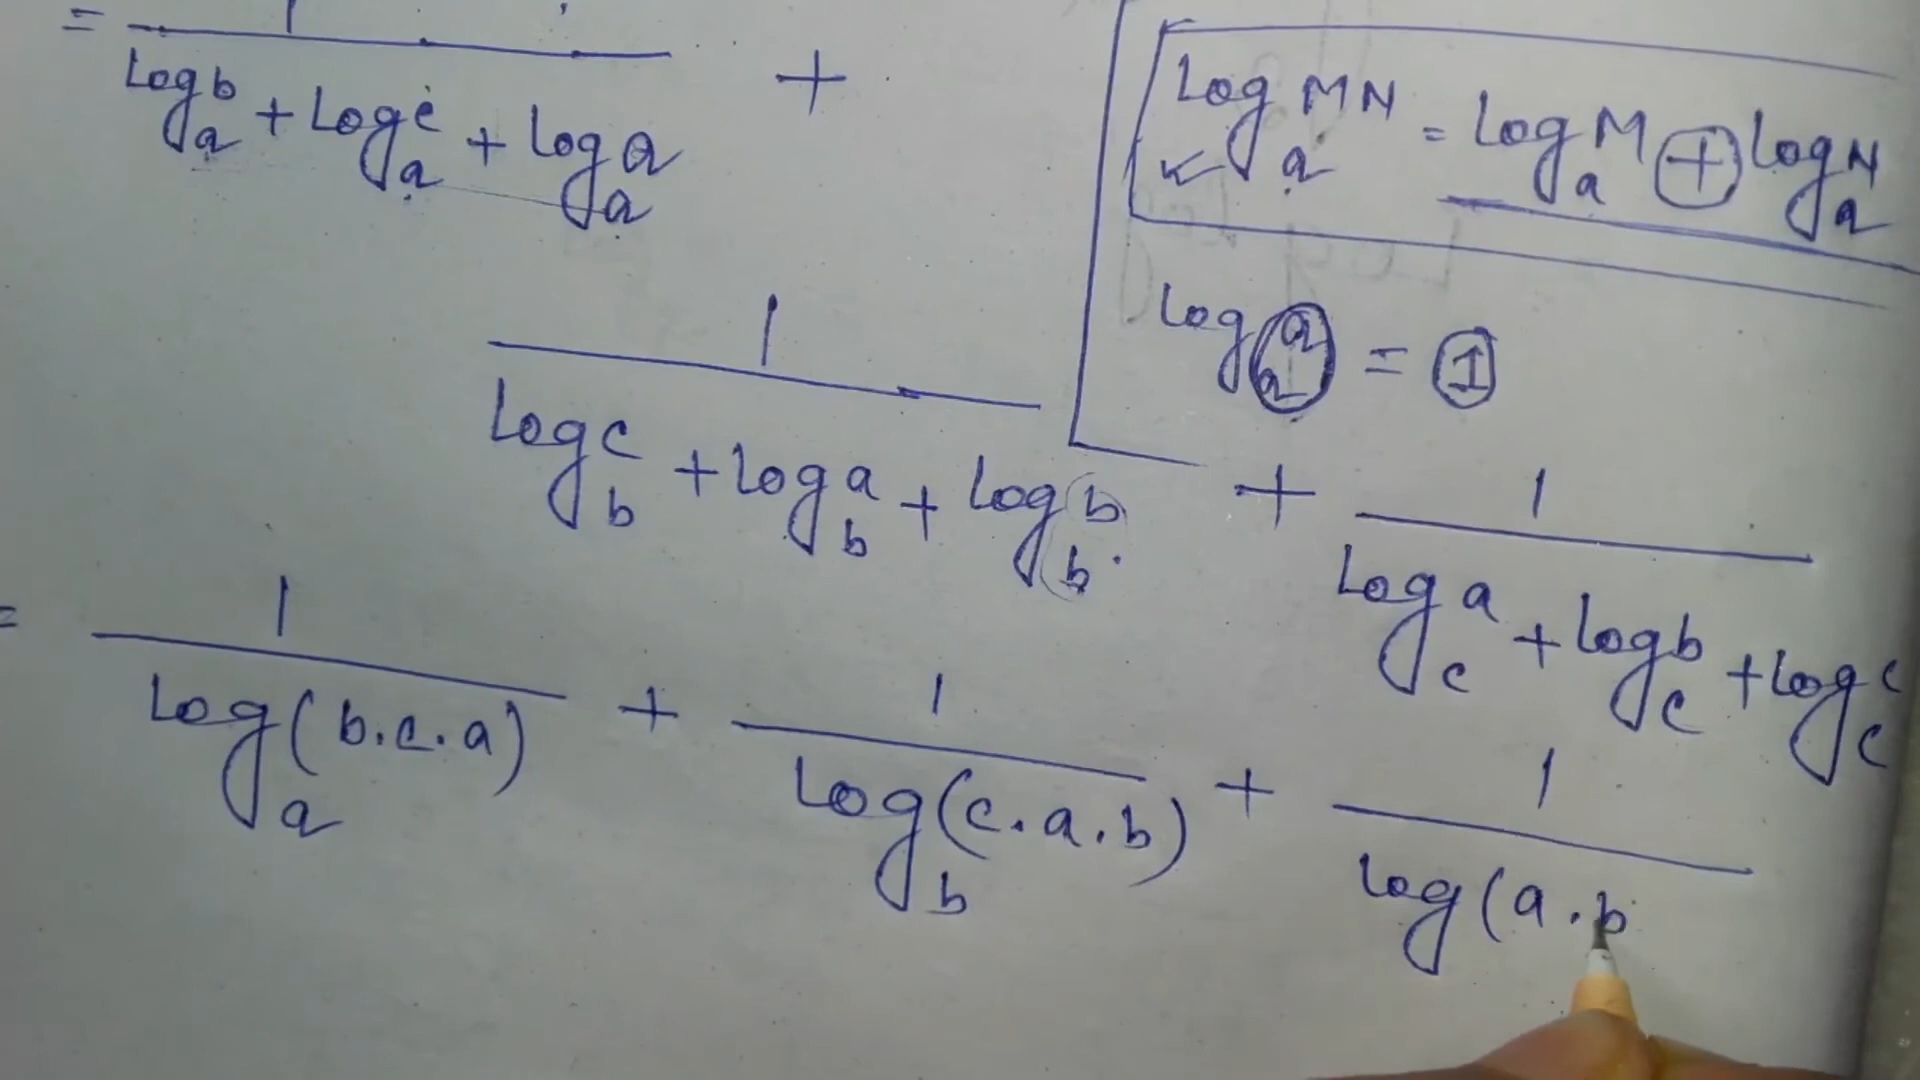 = 1 / (Log_a b + Log_a c + log_a a) +
Log_a MN = Log_a M + log_a N
log_a a = 1
1 / (Log_b c + log_b a + log_b b) + 1 / (Log_c a + log_c b + log_c c)
= 1 / log_a (b.c.a) + 1 / log_b (c.a.b) + 1 / log (a.b